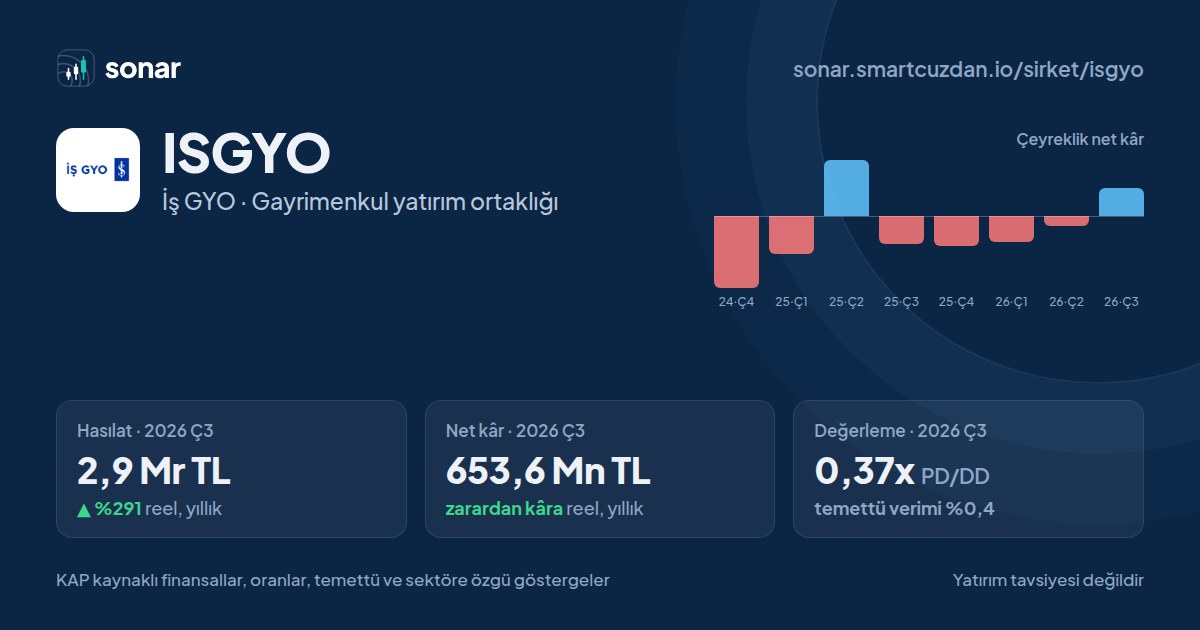 sonar
sonar.smartcuzdan.io/sirket/isgyo
İŞ GYO
ISGYO
İş GYO · Gayrimenkul yatırım ortaklığı
Çeyreklik net kâr
24-Ç4 25-Ç1 25-Ç2 25-Ç3 25-Ç4 26-Ç1 26-Ç2 26-Ç3
Hasılat · 2026 Ç3
2,9 Mr TL
▲ %291 reel, yıllık
Net kâr · 2026 Ç3
653,6 Mn TL
zarardan kâra reel, yıllık
Değerleme · 2026 Ç3
0,37x PD/DD
temettü verimi %0,4
KAP kaynaklı finansallar, oranlar, temettü ve sektöre özgü göstergeler
Yatırım tavsiyesi değildir